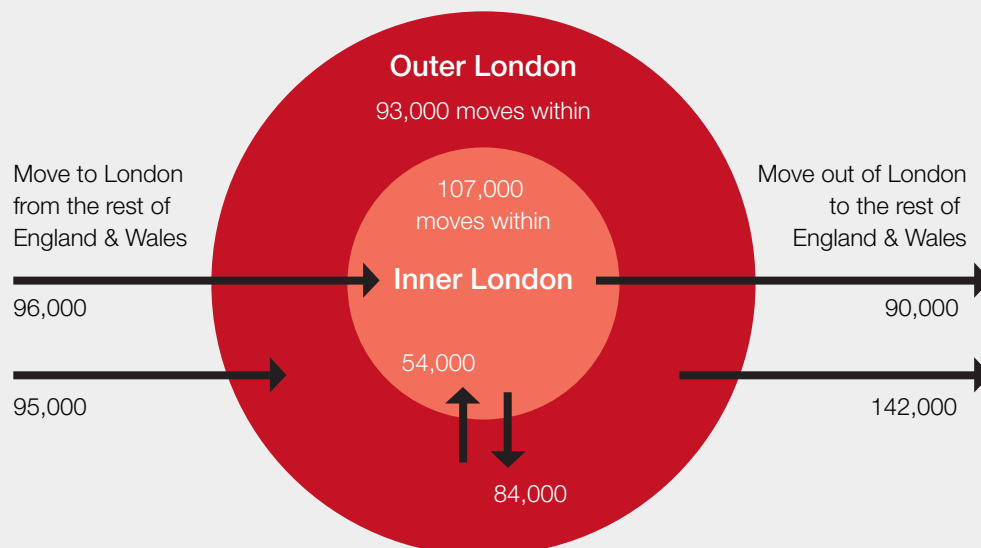 Outer London
93,000 moves within
Move to London
from the rest of
England & Wales
107,000
moves within
Move out of London
to the rest of
England & Wales
Inner London
96,000
90,000
54,000
95,000
142,000
84,000